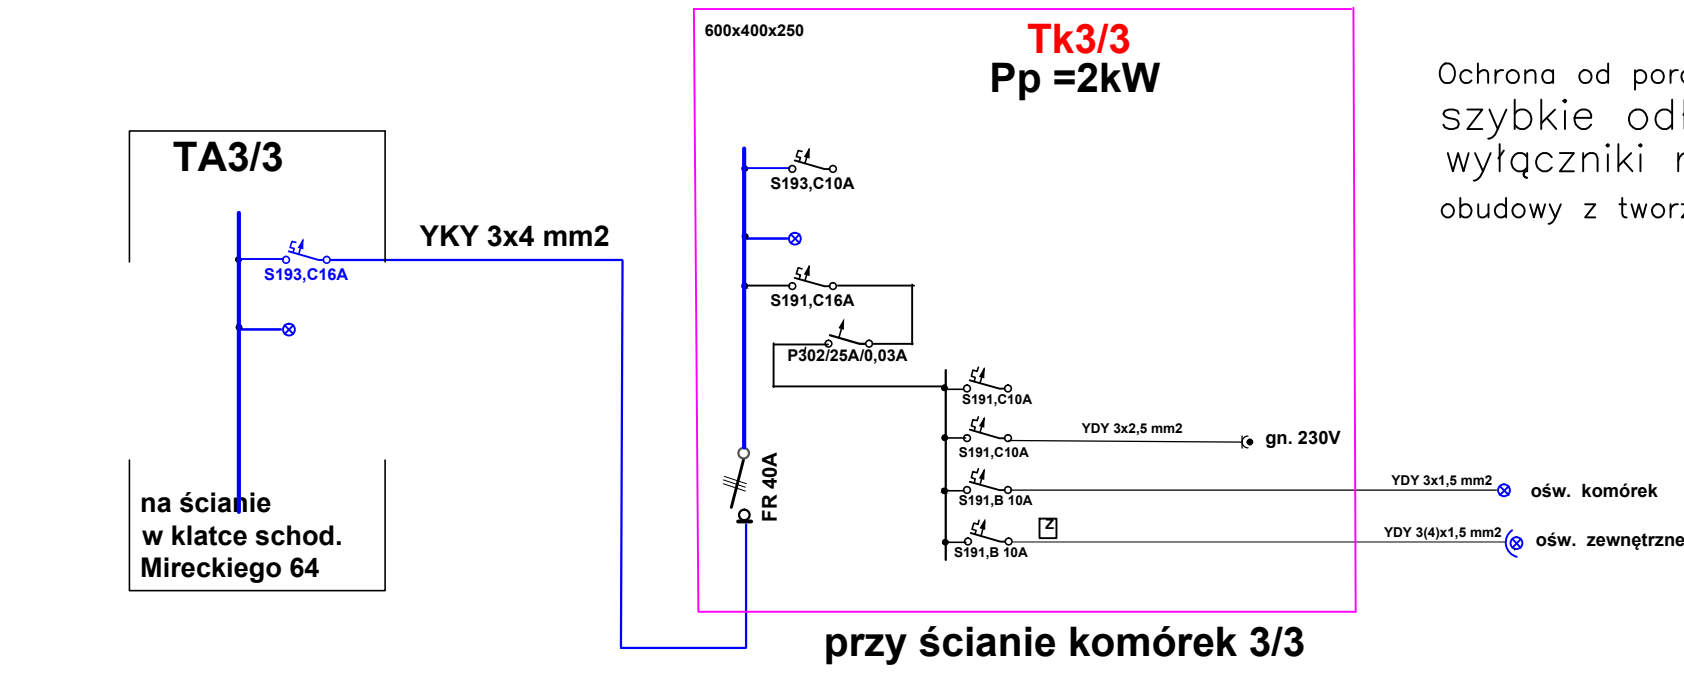 600x400x250
Tk3/3
Pp =2kW
Ochrona od
szybkie
wyłączniki
obudowy z
TA3/3
S193,C16A
YKY 3x4 mm2
na ścianie
w klatce schod.
Mireckiego 64
S193,C10A
S191,C16A
P302/25A/0,03A
FR 40A
S191,C10A
S191,C10A
YDY 3x2,5 mm2
gn. 230V
S191,B 10A
YDY 3x1,5 mm2
ośw. komórek
S191,B 10A
Z
YDY 3(4)x1,5 mm2
ośw. zewnętrzne
przy ścianie komórek 3/3